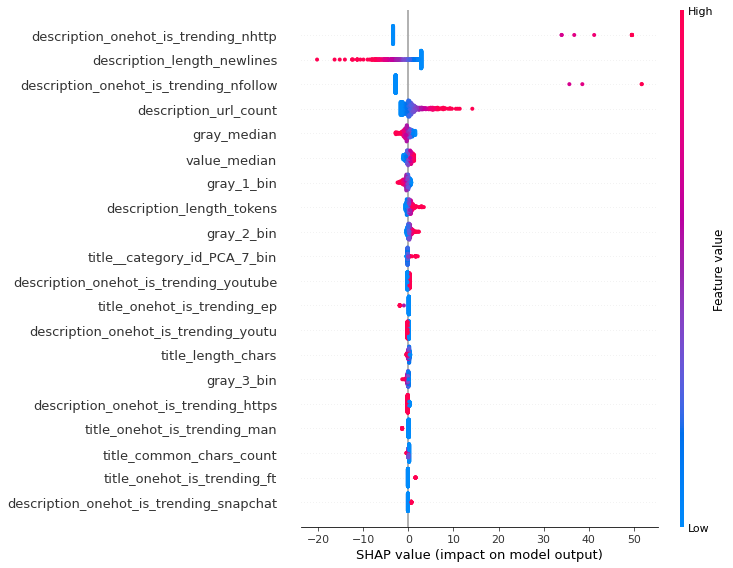 High
description_onehot_is_trending_nhttp
description_length_newlines
description_onehot_is_trending_nfollow
description_url_count
gray_median
value_median
gray_1_bin
description_length_tokens
gray_2_bin
title__category_id_PCA_7_bin
description_onehot_is_trending_youtube
title_onehot_is_trending_ep
description_onehot_is_trending_youtu
title_length_chars
gray_3_bin
description_onehot_is_trending_https
title_onehot_is_trending_man
title_common_chars_count
title_onehot_is_trending_ft
description_onehot_is_trending_snapchat
Feature value
Low
−20 −10 0 10 20 30 40 50
SHAP value (impact on model output)